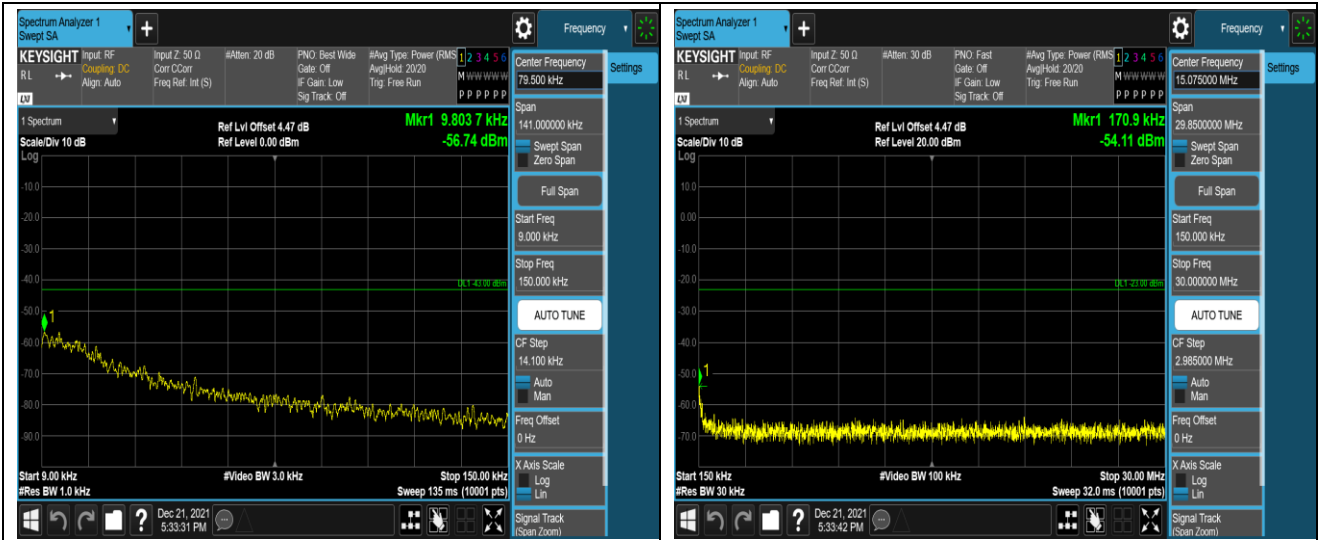 Spectrum Analyzer 1
Swept SA
+
Frequency
KEYSIGHT
RL
Input: RF
Coupling: DC
Align: Auto
Input Z: 50 Ω
Corr CCorr
Freq Ref: Int (S)
#Atten: 20 dB
PNO: Best Wide
Gate: Off
IF Gain: Low
Sig Track: Off
#Avg Type: Power (RMS
Avg|Hold: 20/20
Trig: Free Run
1 2 3 4 5 6
M W W W W W
P P P P P P
Center Frequency
79.500 kHz
Settings
LXI
1 Spectrum
Scale/Div 10 dB
Ref Lvl Offset 4.47 dB
Ref Level 0.00 dBm
Mkr1 9.803 7 kHz
-56.74 dBm
Log
-10.0
-20.0
-30.0
-40.0
-50.0
-60.0
-70.0
-80.0
-90.0
DL1 -43.00 dBm
1
Span
141.000000 kHz
Swept Span
Zero Span
Full Span
Start Freq
9.000 kHz
Stop Freq
150.000 kHz
AUTO TUNE
CF Step
14.100 kHz
Auto
Man
Freq Offset
0 Hz
X Axis Scale
Log
Lin
Signal Track
(Span Zoom)
Start 9.00 kHz
#Video BW 3.0 kHz
Stop 150.00 kHz
#Res BW 1.0 kHz
Sweep 135 ms (10001 pts)
?
Dec 21, 2021
5:33:31 PM
Spectrum Analyzer 1
Swept SA
+
Frequency
KEYSIGHT
RL
Input: RF
Coupling: DC
Align: Auto
Input Z: 50 Ω
Corr CCorr
Freq Ref: Int (S)
#Atten: 30 dB
PNO: Fast
Gate: Off
IF Gain: Low
Sig Track: Off
#Avg Type: Power (RMS
Avg|Hold: 20/20
Trig: Free Run
1 2 3 4 5 6
M W W W W W
P P P P P P
Center Frequency
15.075000 MHz
Settings
LXI
1 Spectrum
Scale/Div 10 dB
Ref Lvl Offset 4.47 dB
Ref Level 20.00 dBm
Mkr1 170.9 kHz
-54.11 dBm
Log
10.0
0.00
-10.0
-20.0
-30.0
-40.0
-50.0
-60.0
-70.0
DL1 -23.00 dBm
1
Span
29.8500000 MHz
Swept Span
Zero Span
Full Span
Start Freq
150.000 kHz
Stop Freq
30.000000 MHz
AUTO TUNE
CF Step
2.985000 MHz
Auto
Man
Freq Offset
0 Hz
X Axis Scale
Log
Lin
Signal Track
(Span Zoom)
Start 150 kHz
#Video BW 100 kHz
Stop 30.00 MHz
#Res BW 30 kHz
Sweep 32.0 ms (10001 pts)
?
Dec 21, 2021
5:33:42 PM